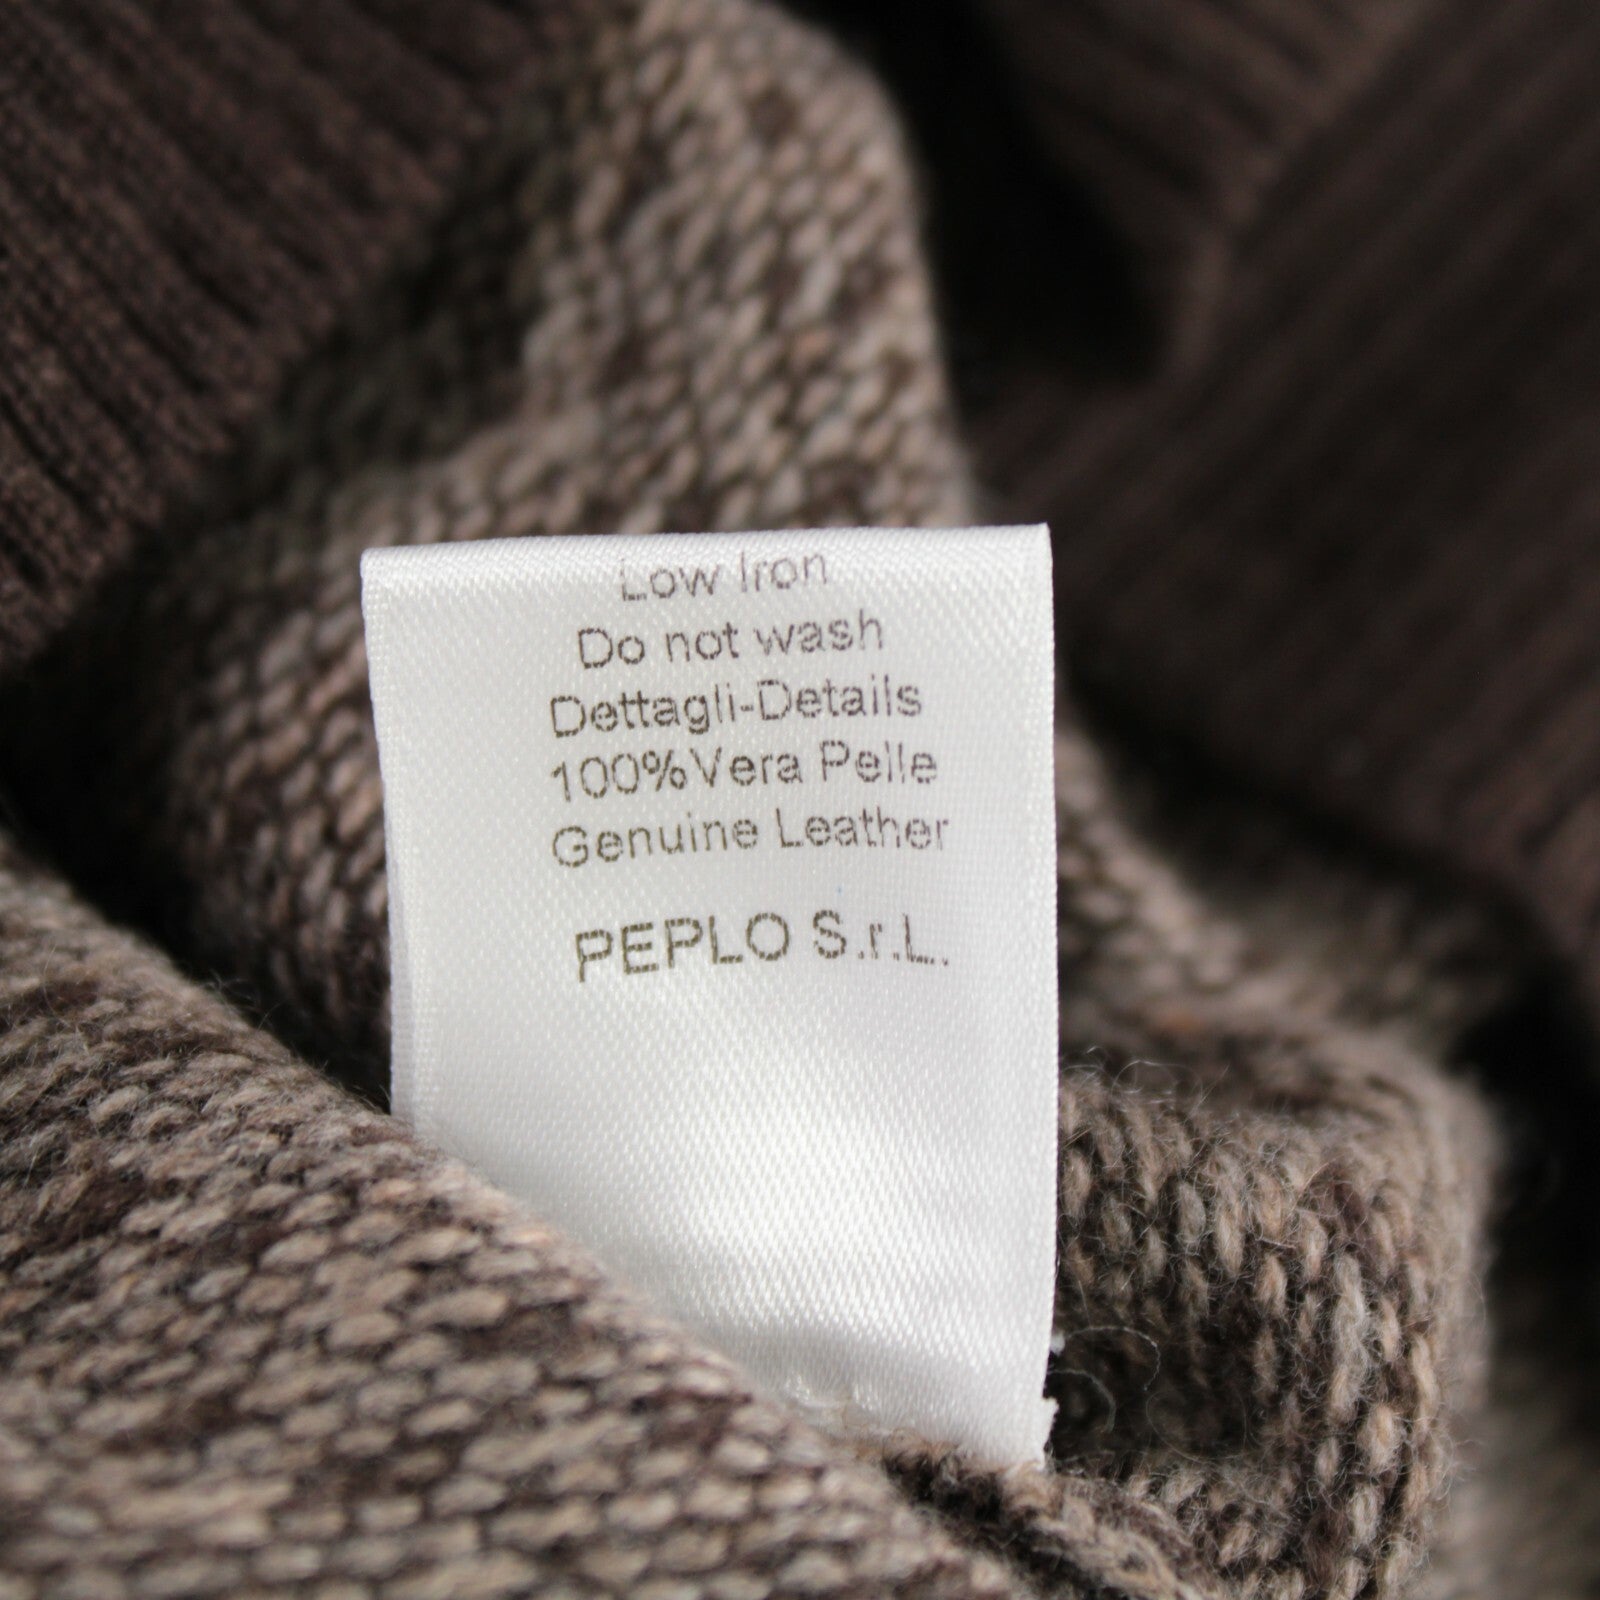 Low Iron
Do not wash
Dettagli-Details
100%Vera Pelle
Genuine Leather
PEPLO S.r.L.